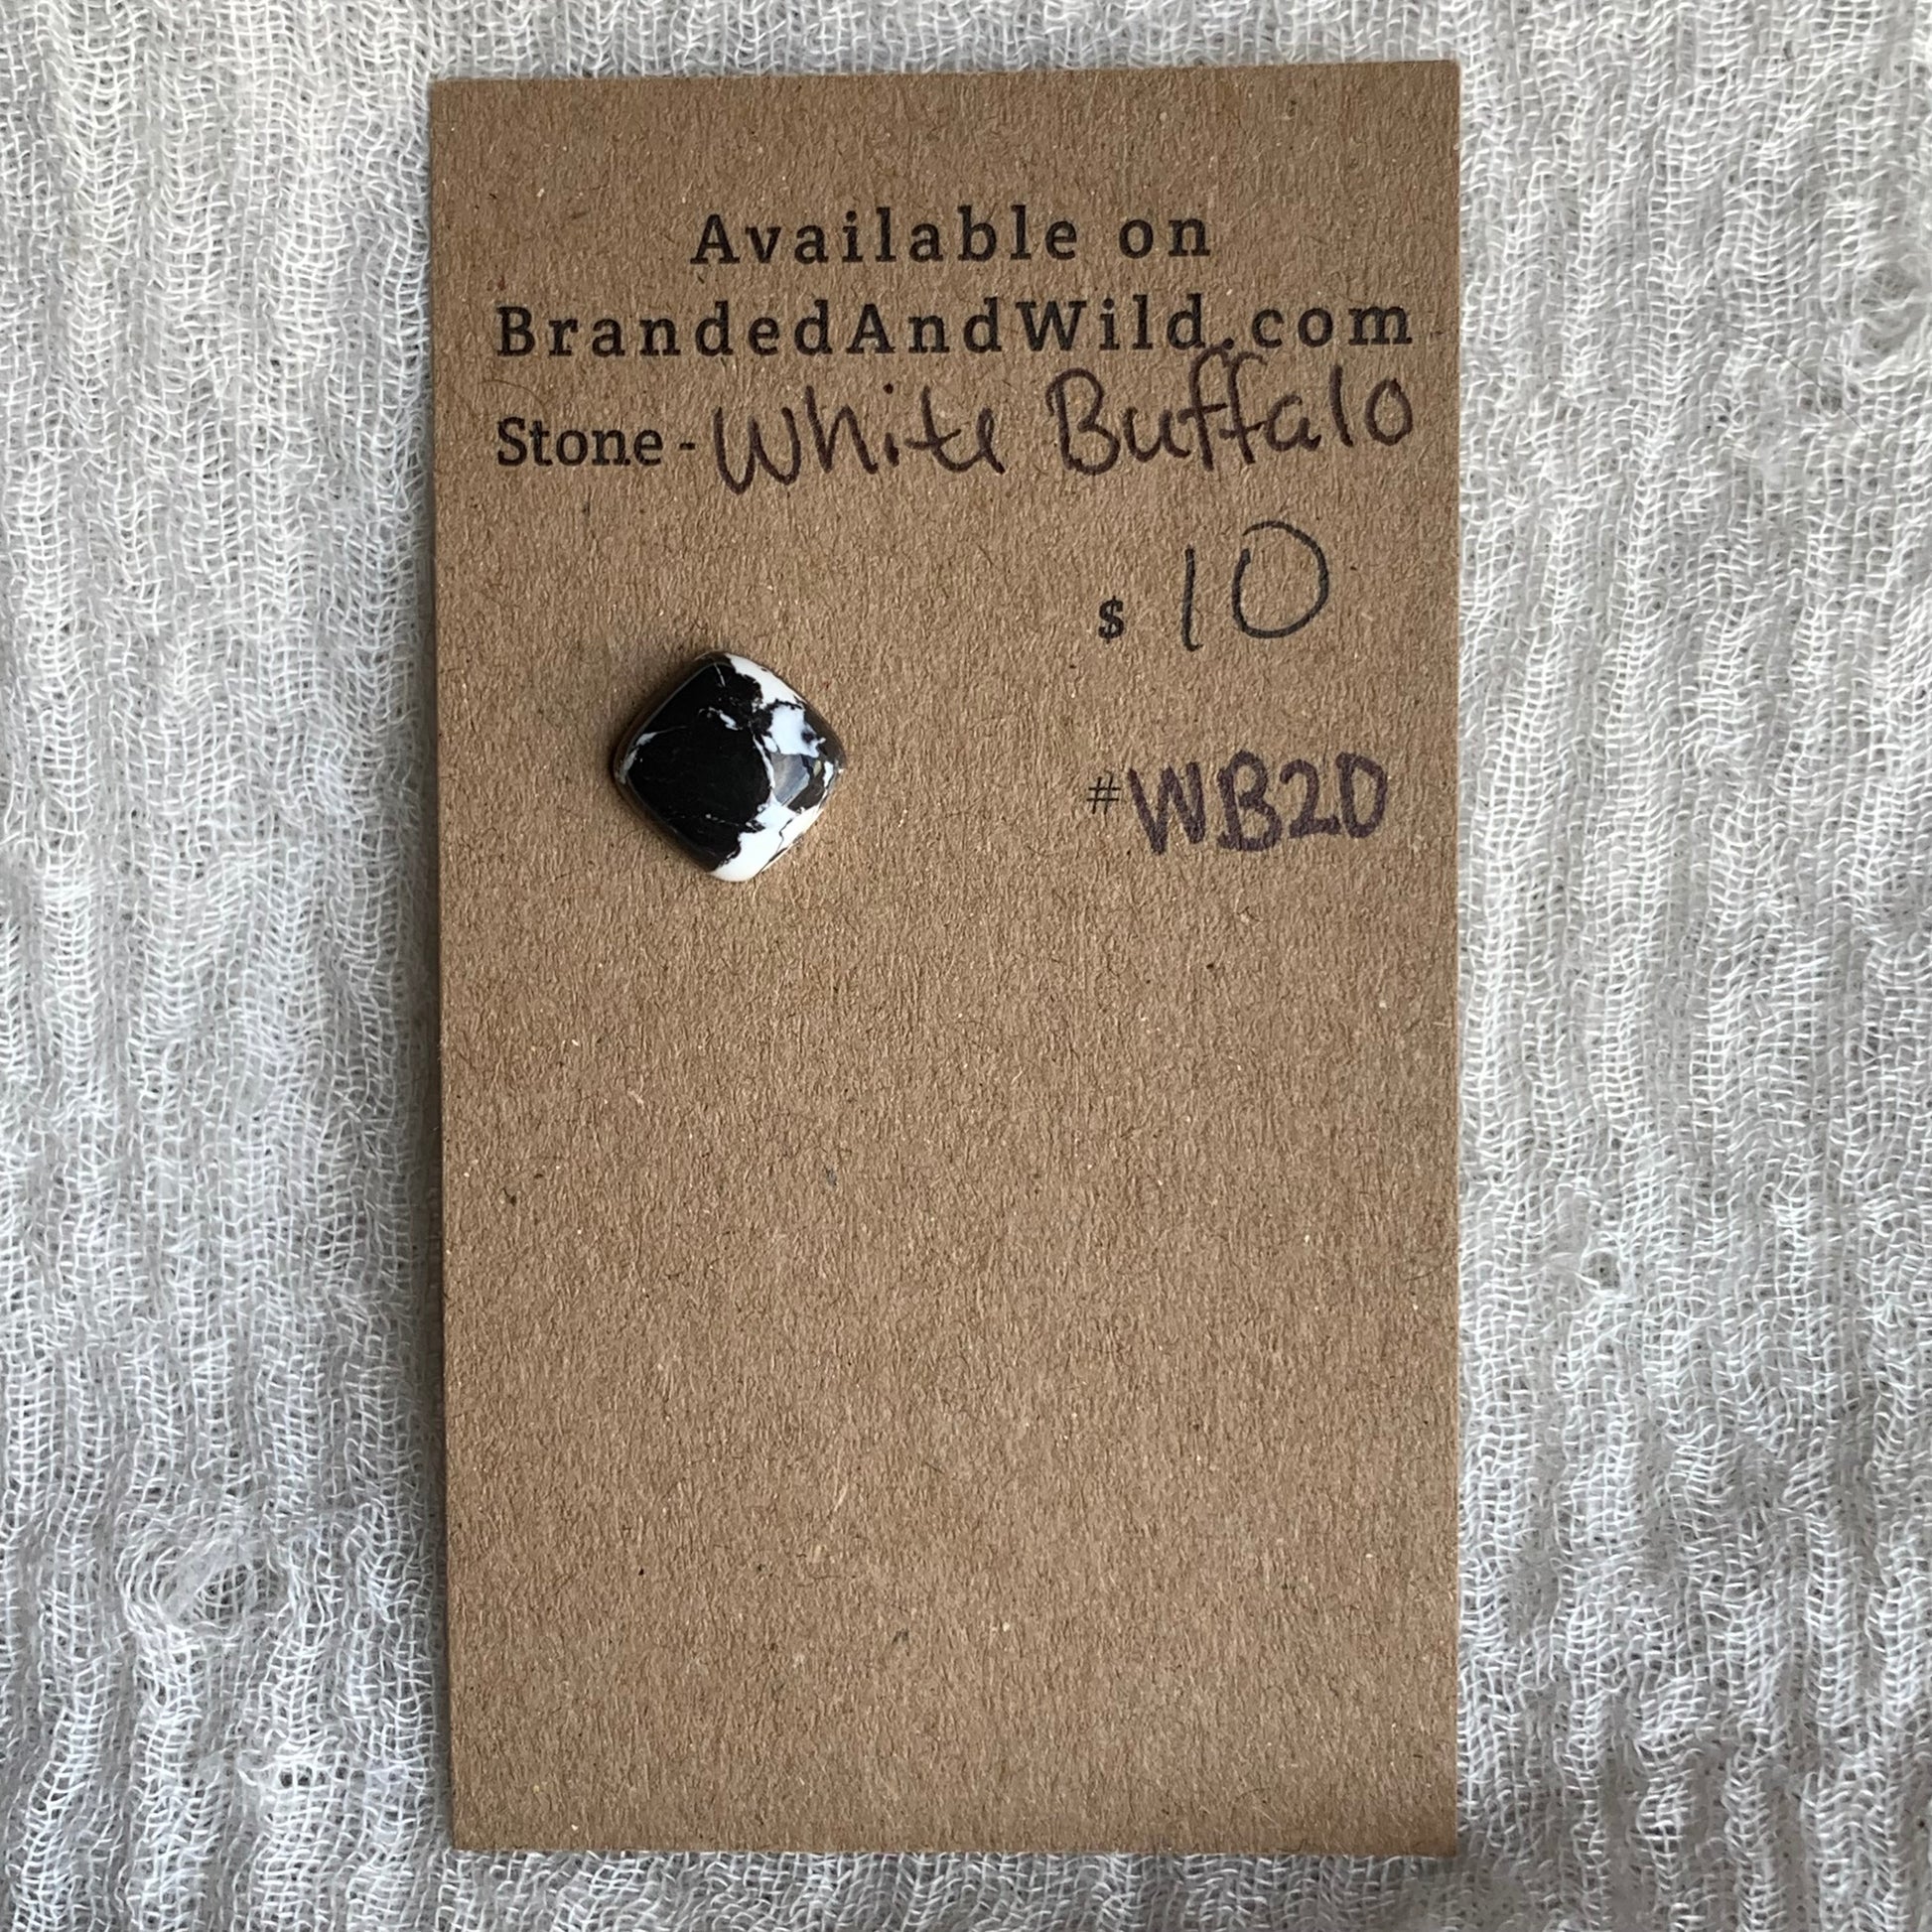 Available on
BrandedAndWild.com
Stone - White Buffalo
$ 10
#WB20